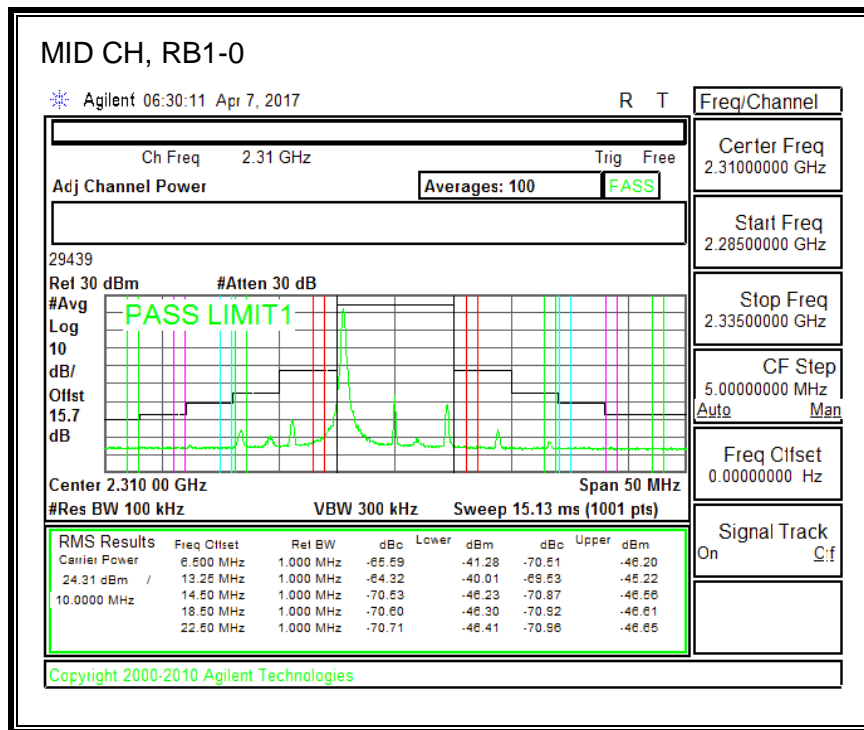 MID CH, RB1-0
Agilent 06:30:11 Apr 7, 2017 R T
Freq/Channel
Ch Freq 2.31 GHz Trig Free
Adj Channel Power Averages: 100 PASS
Center Freq
2.31000000 GHz
Start Freq
2.28500000 GHz
29439
Ref 30 dBm #Atten 30 dB
#Avg
Log
10
dB/
Offst
15.7
dB
PASS LIMIT1
Stop Freq
2.33500000 GHz
CF Step
5.00000000 MHz
Auto Man
Freq Offset
0.00000000 Hz
Center 2.310 00 GHz Span 50 MHz
#Res BW 100 kHz VBW 300 kHz Sweep 15.13 ms (1001 pts)
Signal Track
On Off
RMS Results Freq Offset Ref BW dBc Lower dBm dBc Upper dBm
Carrier Power 6.500 MHz 1.000 MHz -65.59 -41.28 -70.51 -46.20
24.31 dBm / 13.25 MHz 1.000 MHz -64.32 -40.01 -69.53 -45.22
10.0000 MHz 14.50 MHz 1.000 MHz -70.53 -46.23 -70.87 -46.56
18.50 MHz 1.000 MHz -70.60 -46.30 -70.92 -46.61
22.50 MHz 1.000 MHz -70.71 -46.41 -70.96 -46.65
Copyright 2000-2010 Agilent Technologies